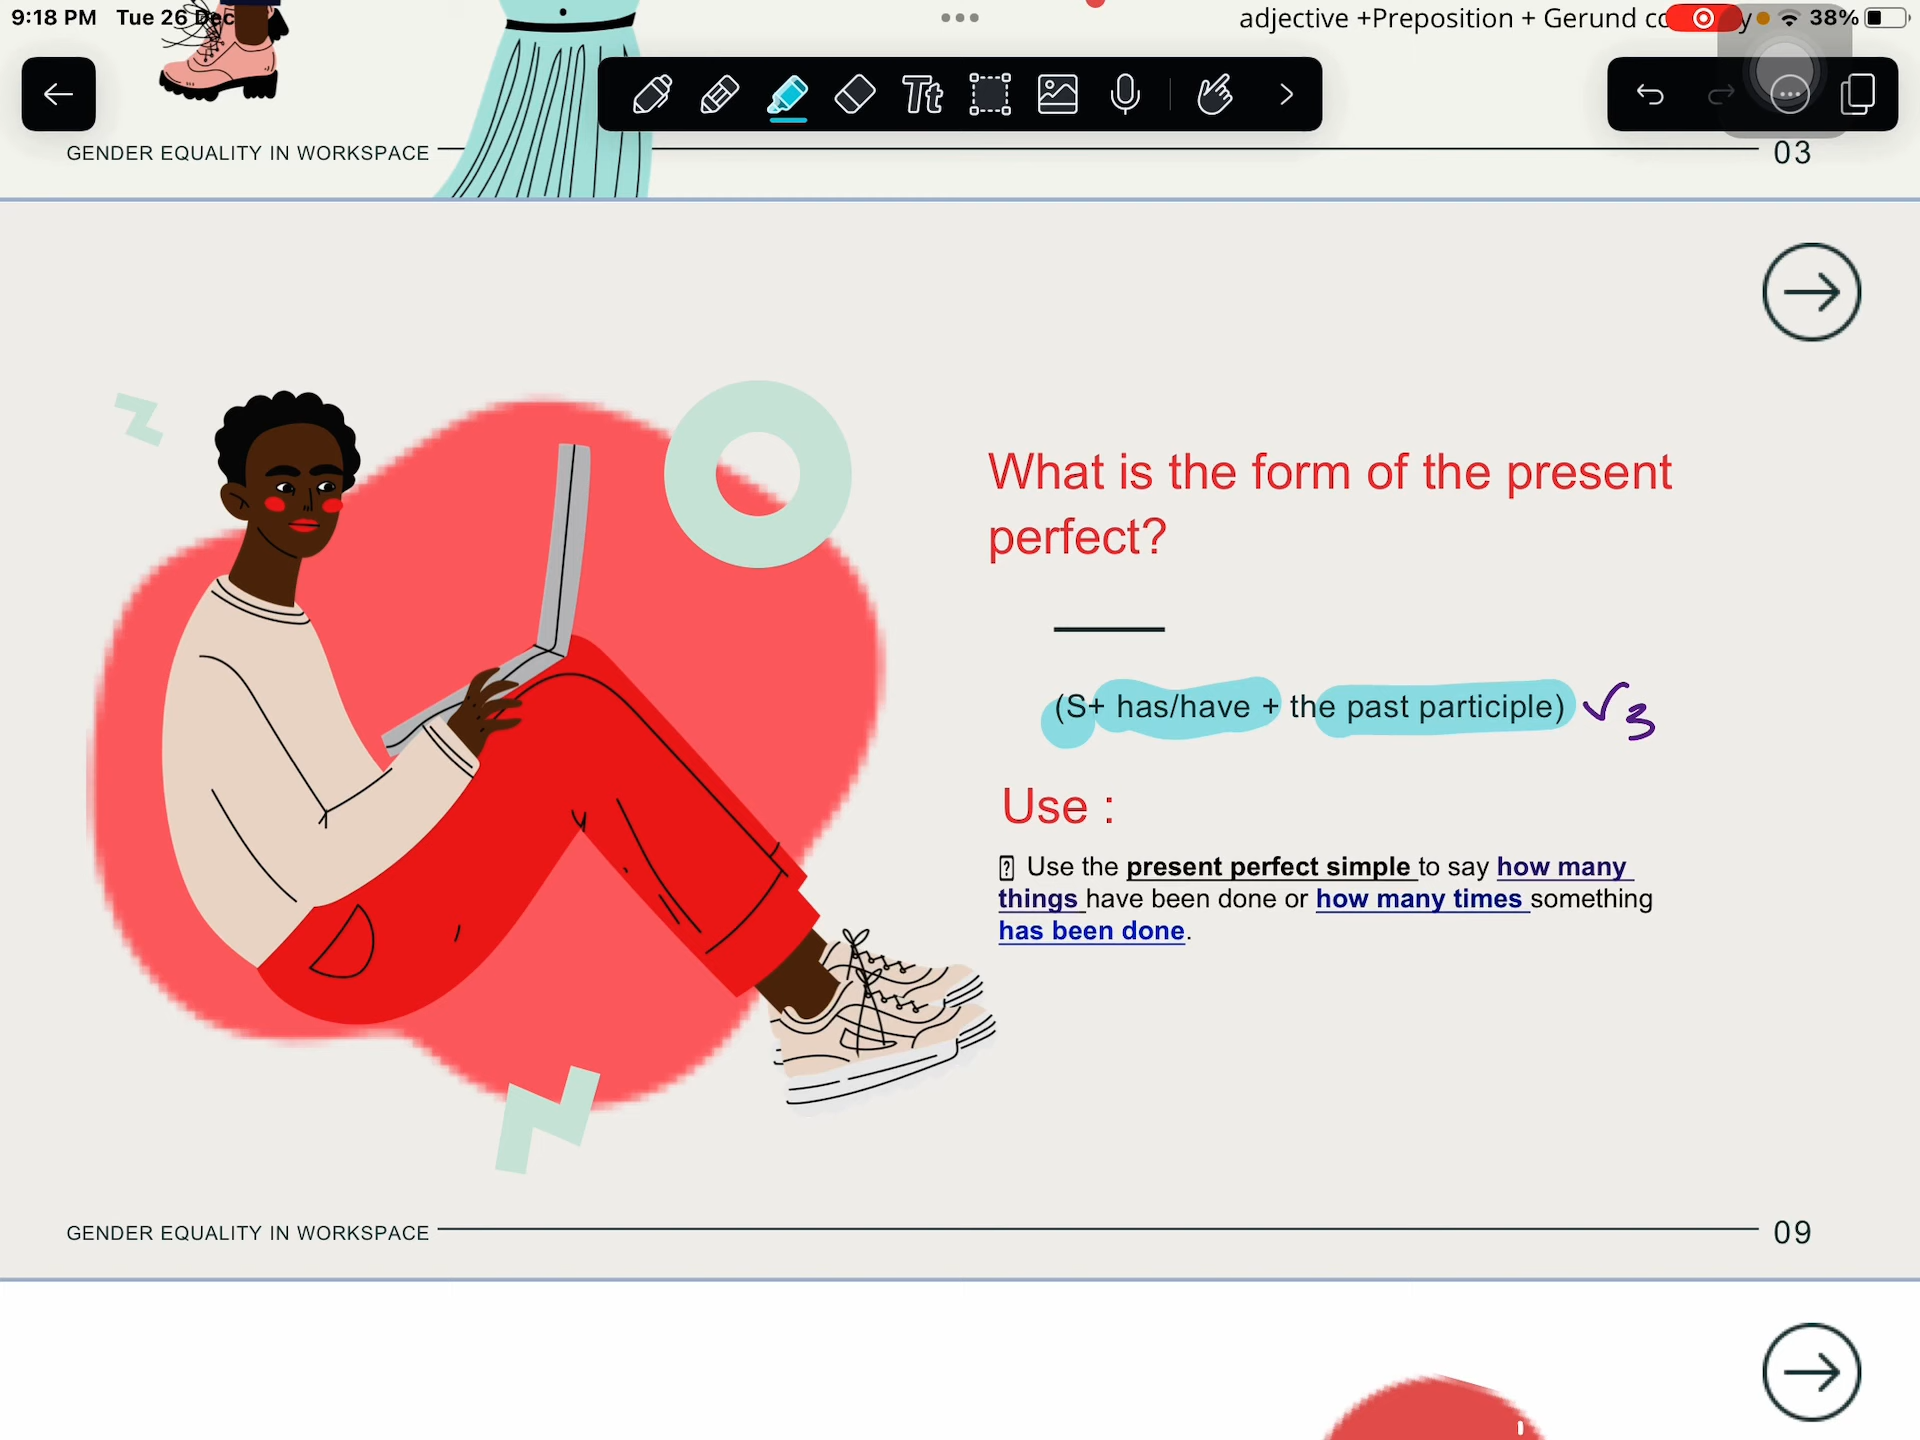 9:18 PM Tue 26 Dec
adjective +Preposition + Gerund
38%
Tt
GENDER EQUALITY IN WORKSPACE
03
What is the form of the present
perfect?
(S+ has/have + the past participle) √3
Use :
Use the present perfect simple to say how many
things have been done or how many times something
has been done.
GENDER EQUALITY IN WORKSPACE
09